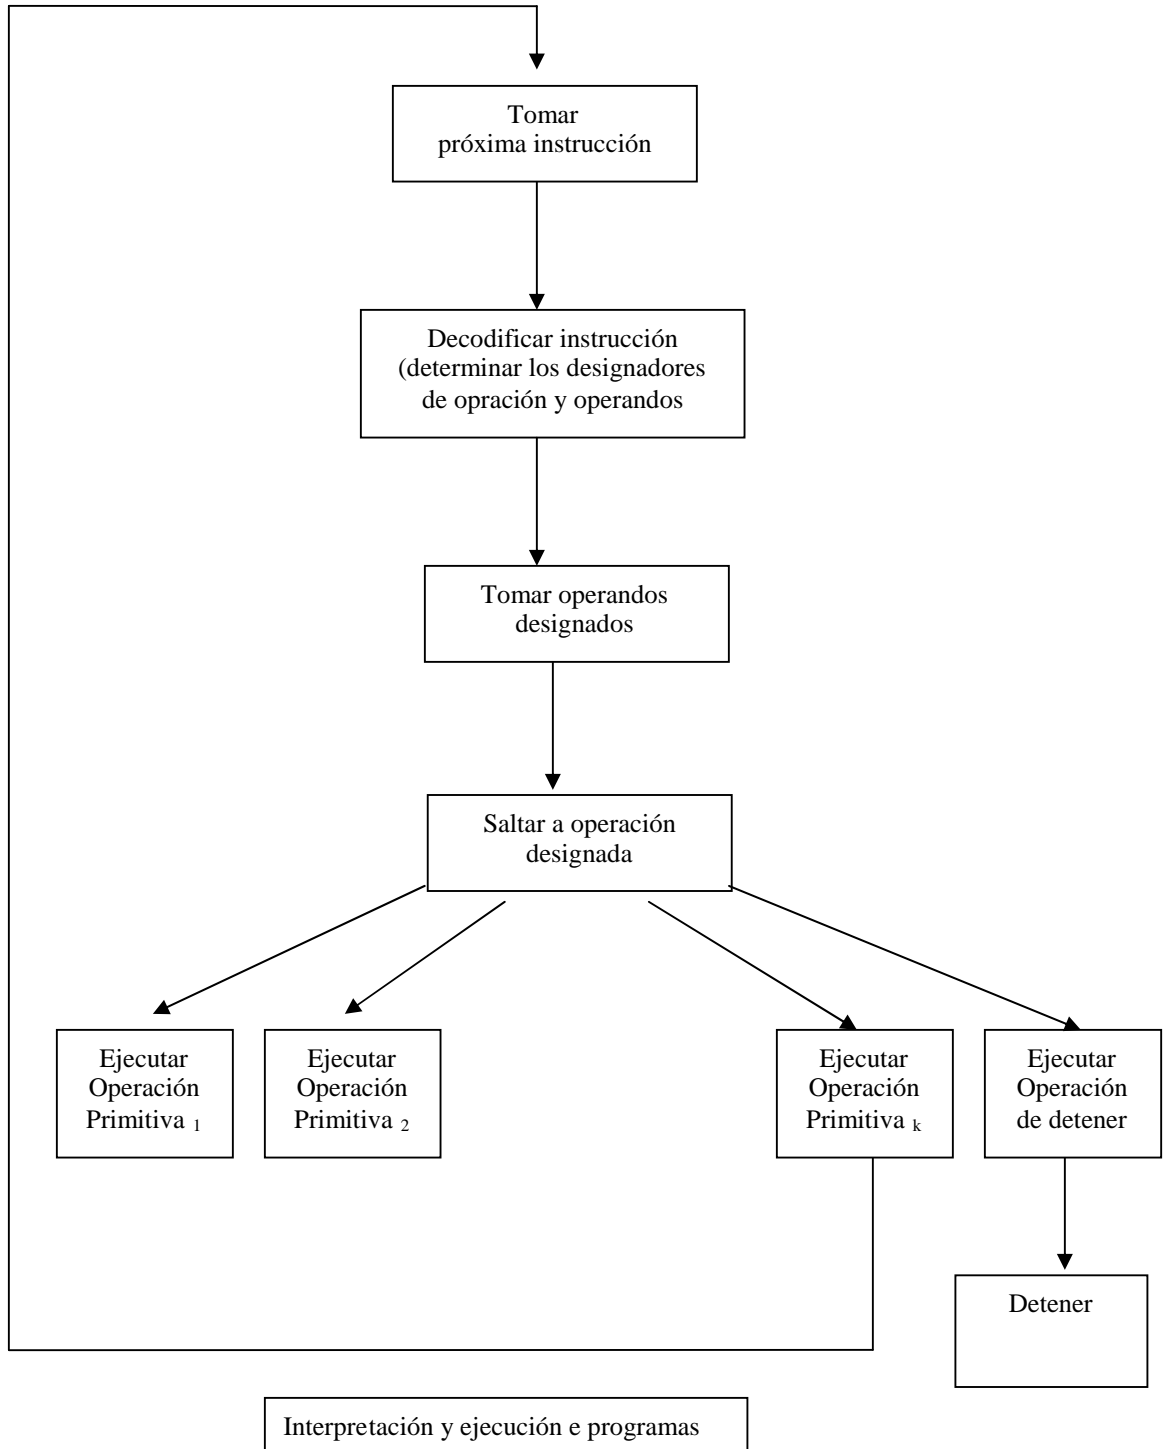 Tomar
próxima instrucción
Decodificar instrucción
(determinar los designadores
de opración y operandos
Tomar operandos
designados
Saltar a operación
designada
Ejecutar
Operación
Primitiva 1
Ejecutar
Operación
Primitiva 2
Ejecutar
Operación
Primitiva k
Ejecutar
Operación
de detener
Detener
Interpretación y ejecución e programas